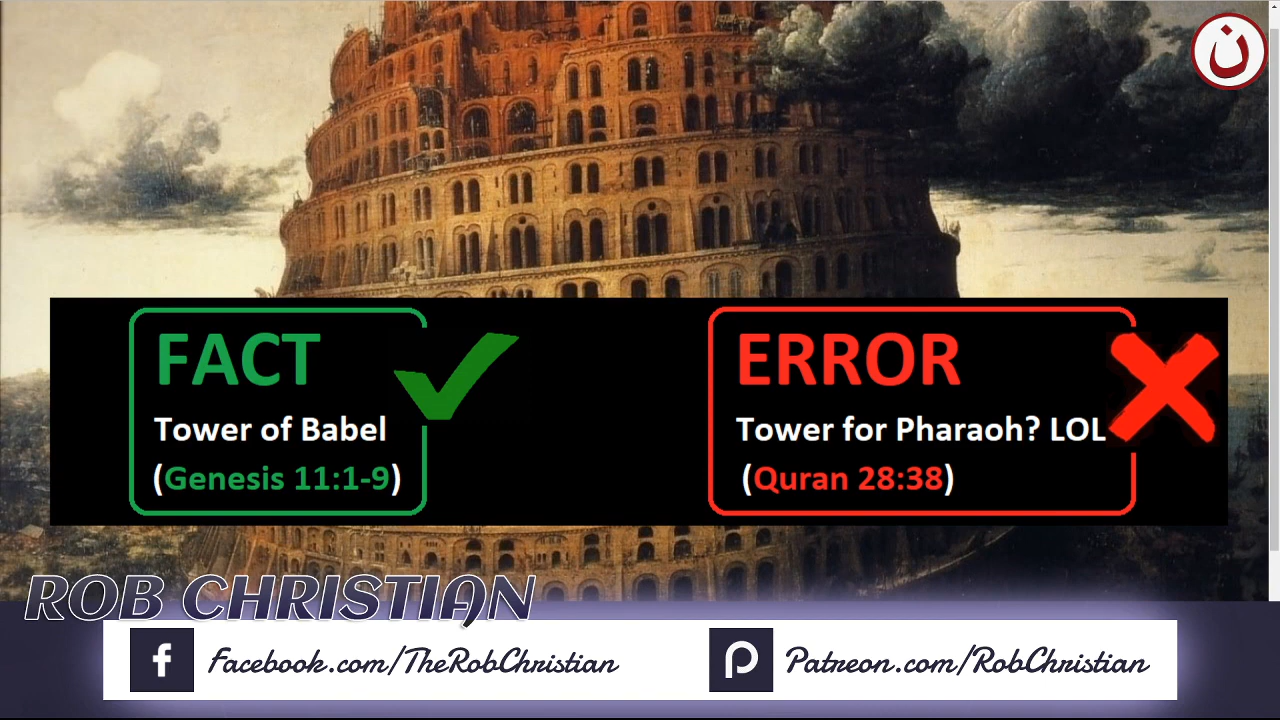 ن
FACT
Tower of Babel
(Genesis 11:1-9)
ERROR
Tower for Pharaoh? LOL
(Quran 28:38)
ROB CHRISTIAN
f Facebook.com/TheRobChristian
Patreon.com/RobChristian